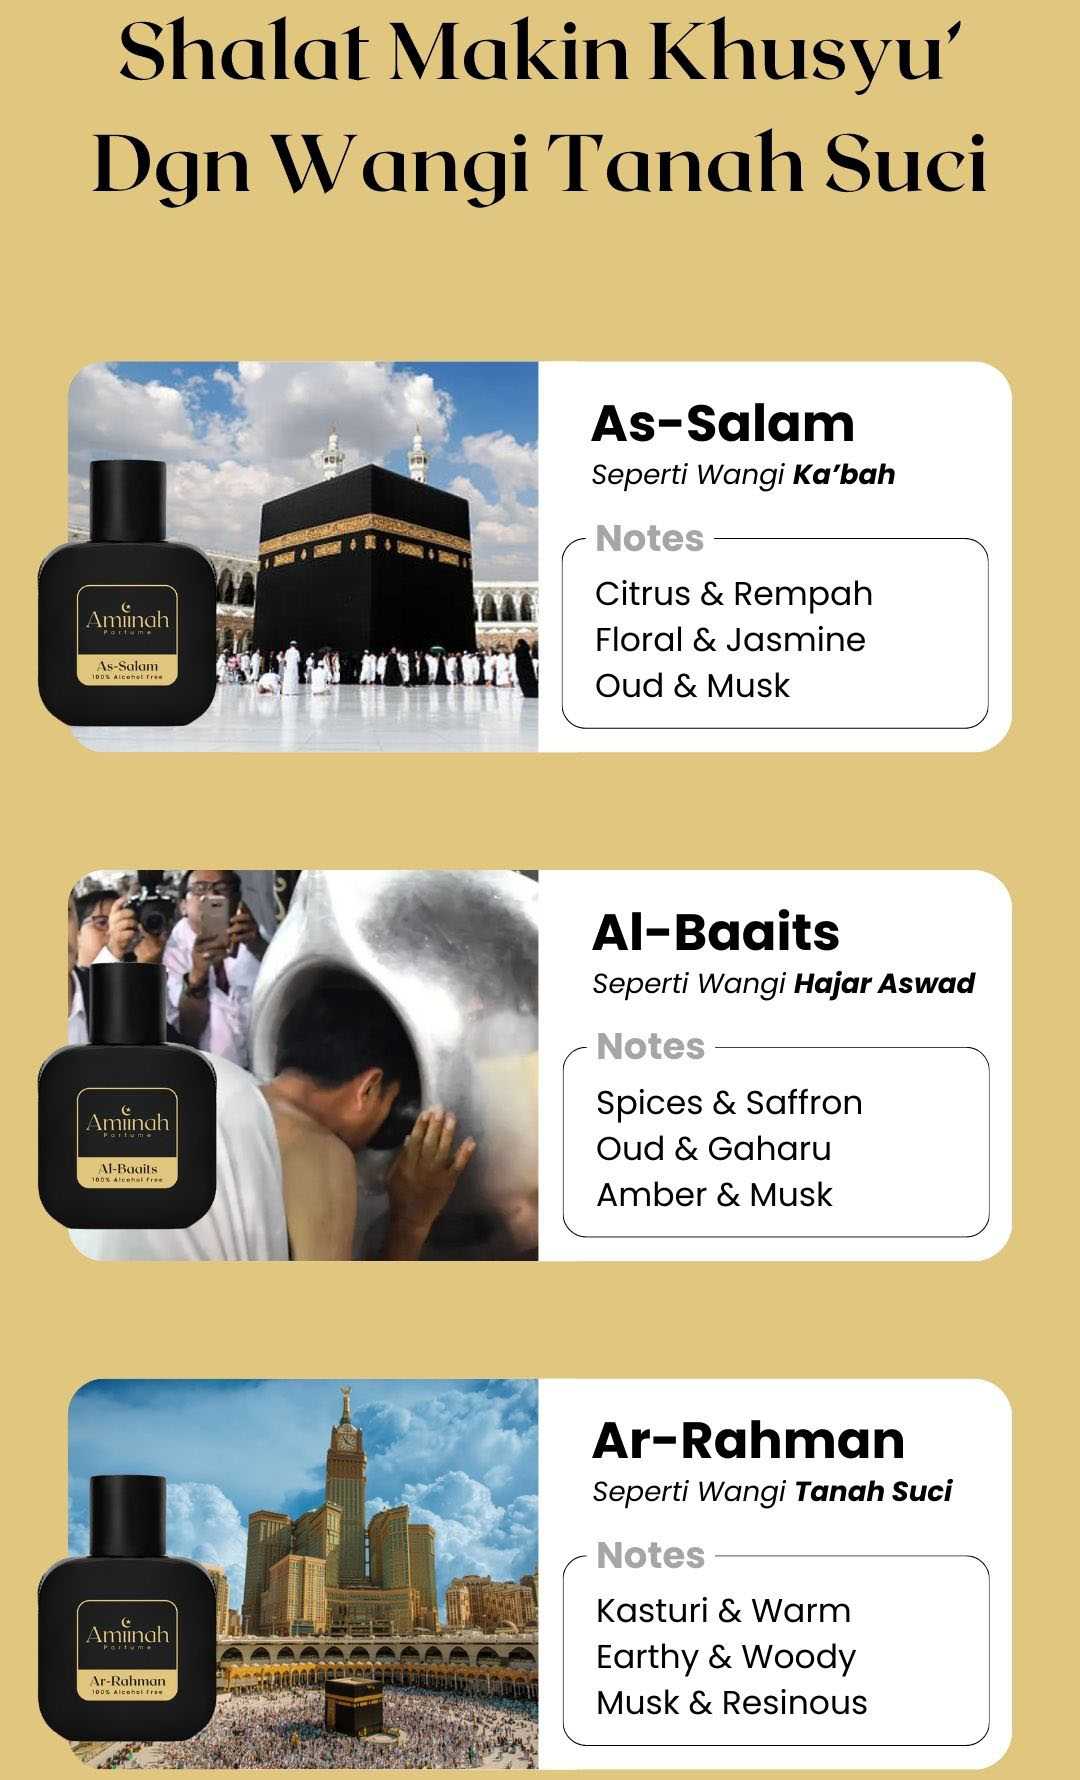 Shalat Makin Khusyu’
Dgn Wangi Tanah Suci
As-Salam
Seperti Wangi Ka’bah
Notes
Citrus & Rempah
Floral & Jasmine
Oud & Musk
Amiinah
Parfume
As-Salam
100% Alcohol Free
Al-Baaits
Seperti Wangi Hajar Aswad
Notes
Spices & Saffron
Oud & Gaharu
Amber & Musk
Amiinah
Parfume
Al-Baaits
100% Alcohol Free
Ar-Rahman
Seperti Wangi Tanah Suci
Notes
Kasturi & Warm
Earthy & Woody
Musk & Resinous
Amiinah
Parfume
Ar-Rahman
100% Alcohol Free